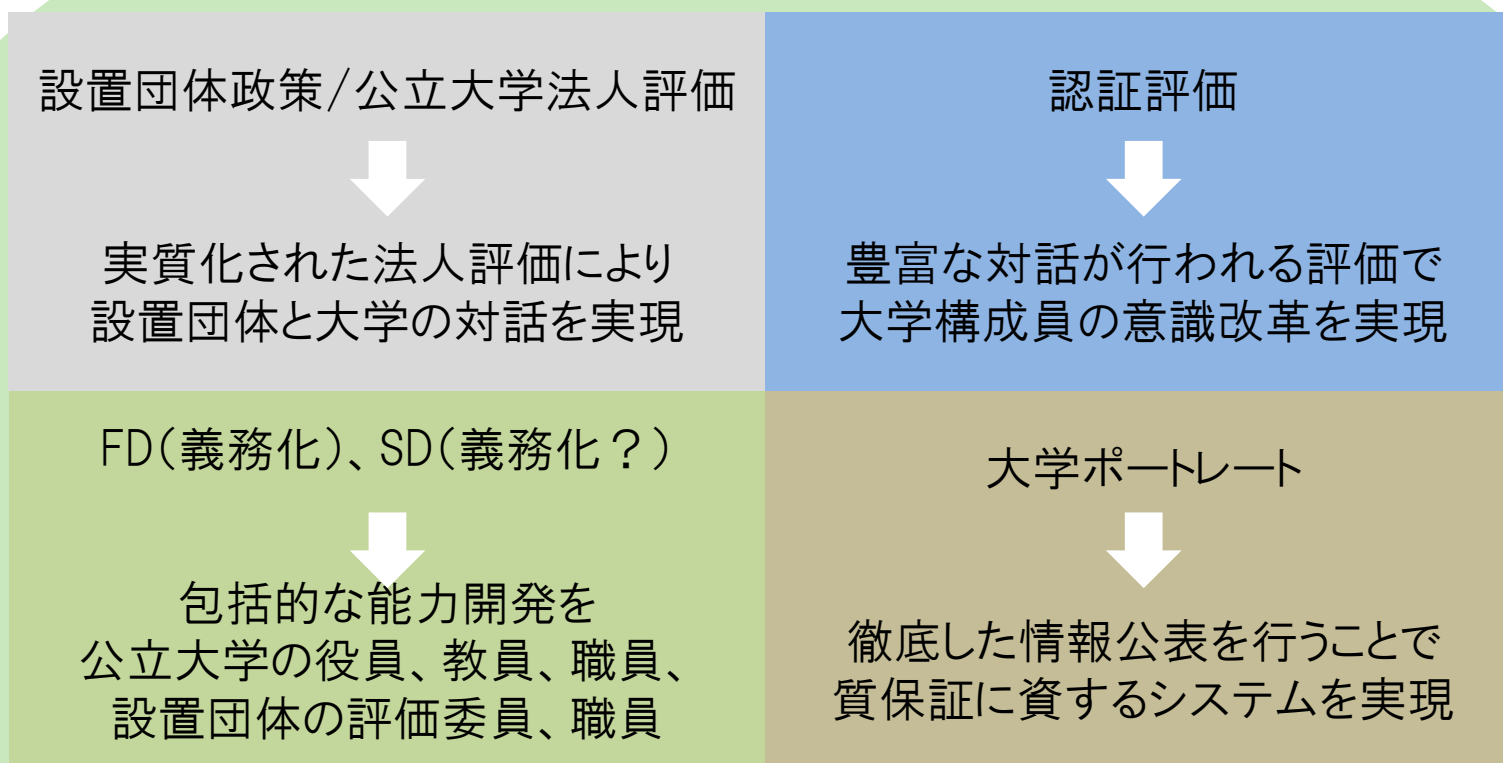 設置団体政策/公立大学法人評価
実質化された法人評価により
設置団体と大学の対話を実現
認証評価
豊富な対話が行われる評価で
大学構成員の意識改革を実現
FD(義務化)、SD(義務化？)
包括的な能力開発を
公立大学の役員、教員、職員、
設置団体の評価委員、職員
大学ポートレート
徹底した情報公表を行うことで
質保証に資するシステムを実現